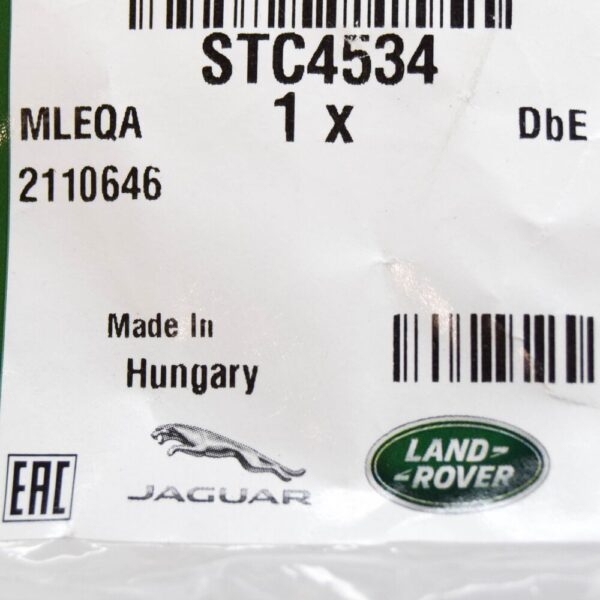 STC4534
MLEQA 1 x DbE
2110646
Made In
Hungary
EAC
JAGUAR
LAND-
-ROVER